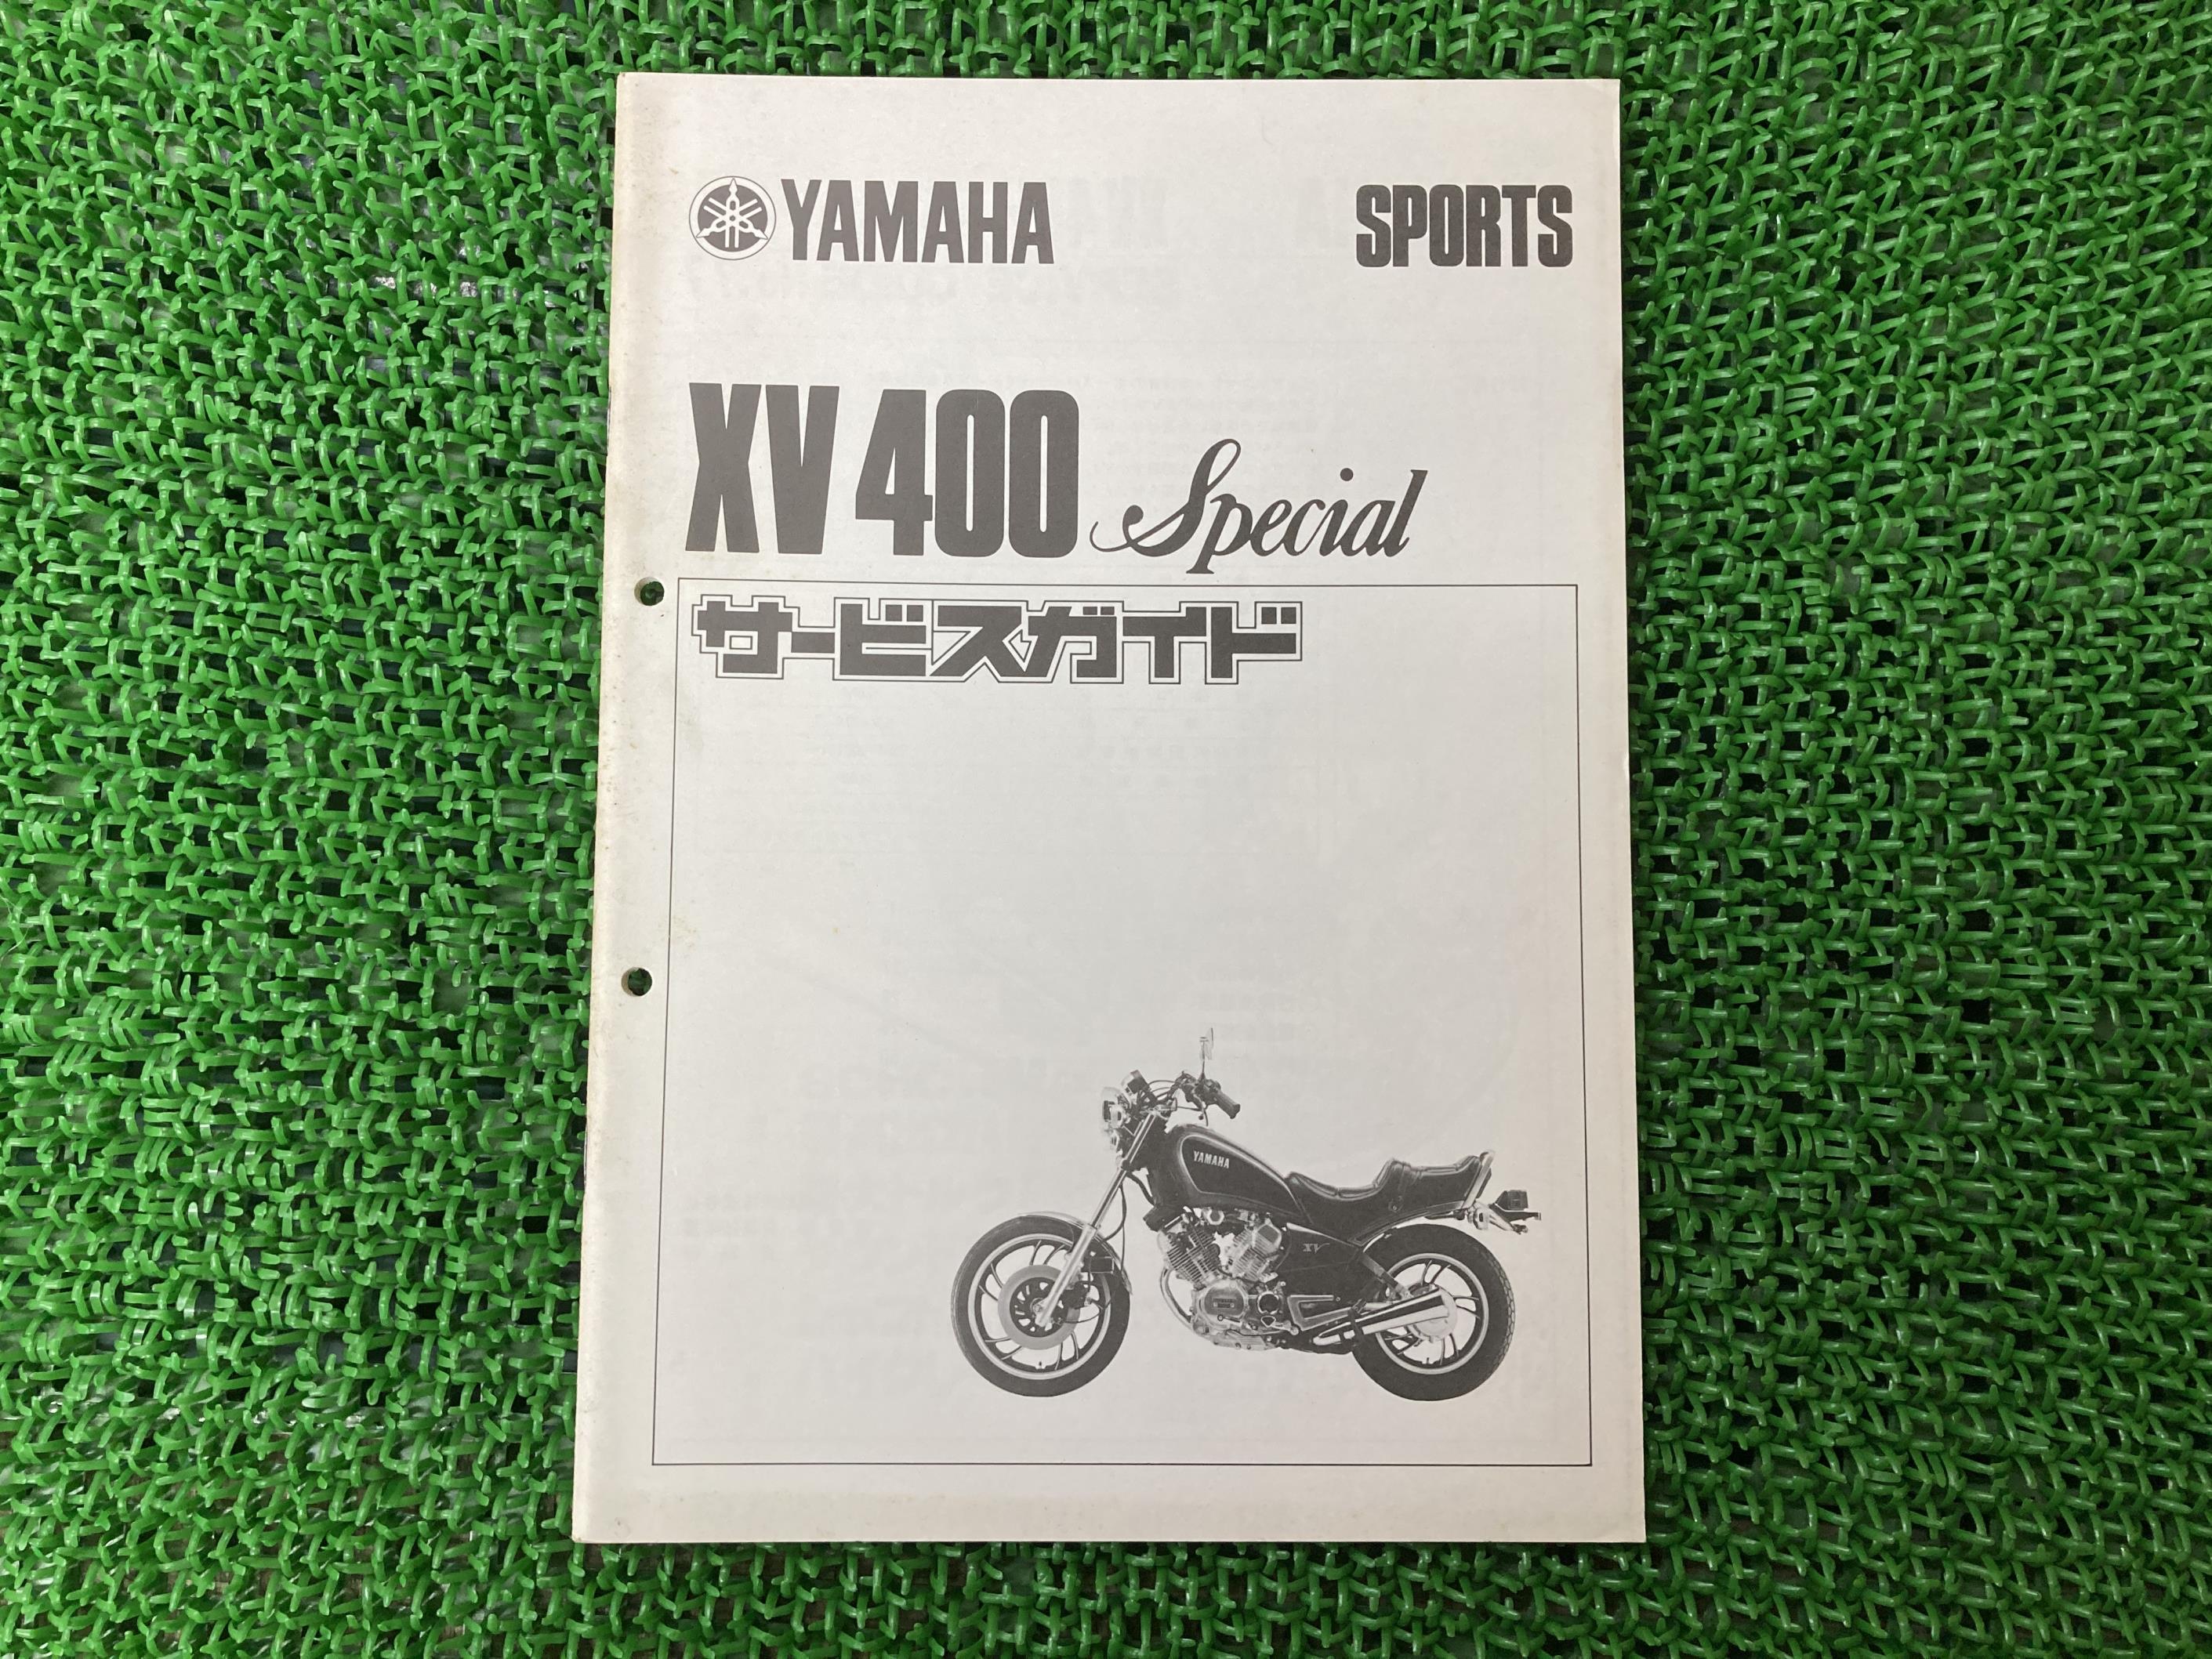 YAMAHA SPORTS
XV400 Special
サービスガイド
YAMAHA
XV